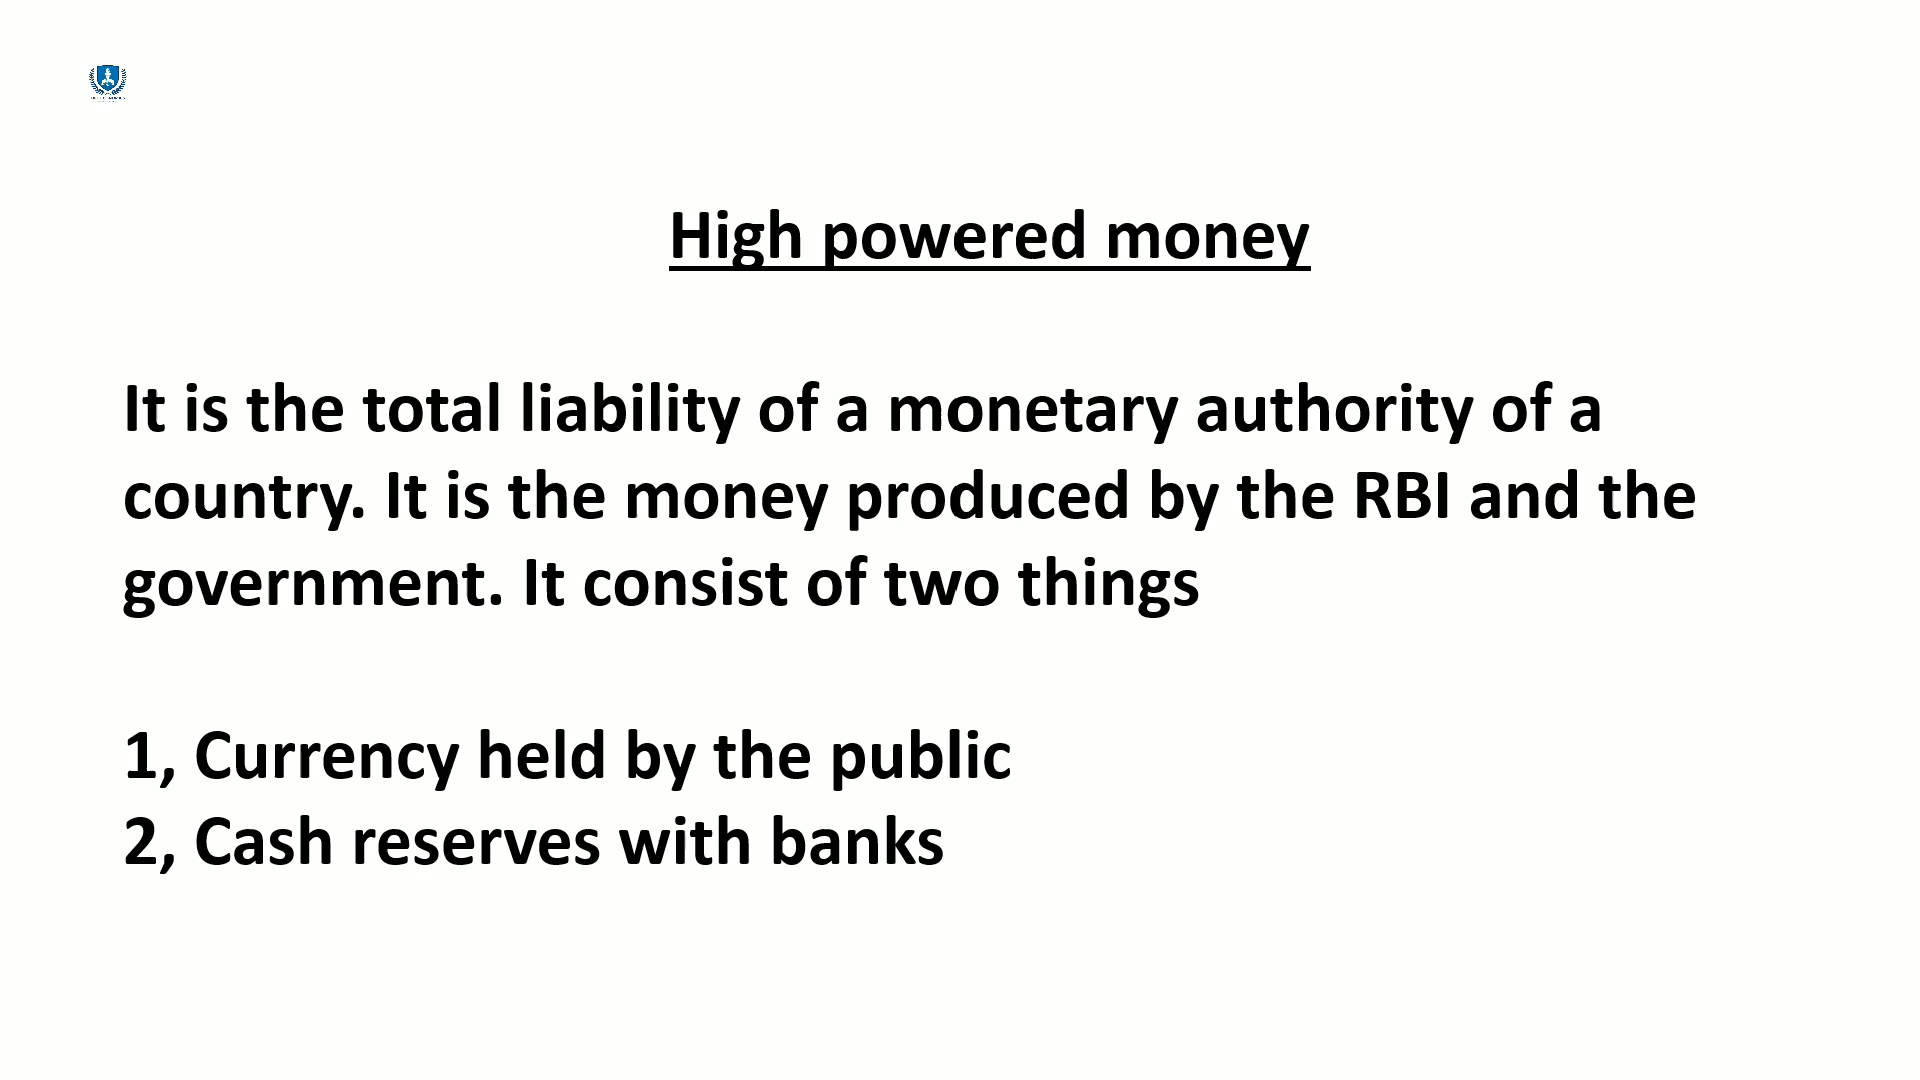 High powered money
It is the total liability of a monetary authority of a
country. It is the money produced by the RBI and the
government. It consist of two things
1, Currency held by the public
2, Cash reserves with banks